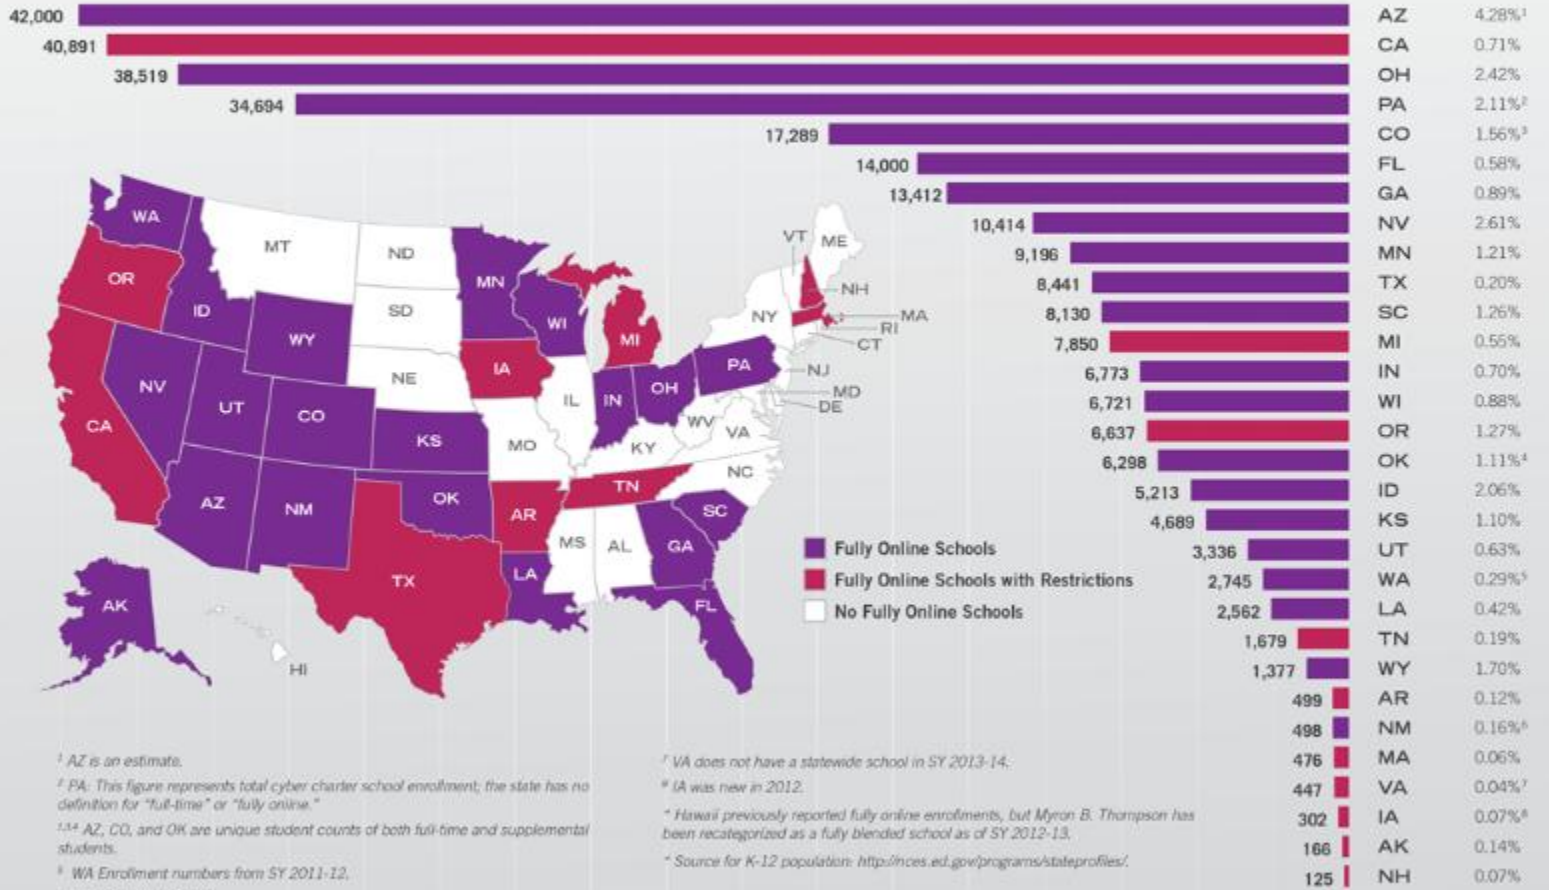 42,000 AZ 4.28%¹
40,891 CA 0.71%
38,519 OH 2.42%
34,694 PA 2.11%²
17,289 CO 1.56%³
14,000 FL 0.58%
13,412 GA 0.89%
10,414 NV 2.61%
9,196 MN 1.21%
8,441 TX 0.20%
8,130 SC 1.26%
7,850 MI 0.55%
6,773 IN 0.70%
6,721 WI 0.88%
6,637 OR 1.27%
6,298 OK 1.11%⁴
5,213 ID 2.06%
4,689 KS 1.10%
3,336 UT 0.63%
2,745 WA 0.29%⁵
2,562 LA 0.42%
1,679 TN 0.19%
1,377 WY 1.70%
499 AR 0.12%
498 NM 0.16%⁶
476 MA 0.06%
447 VA 0.04%⁷
302 IA 0.07%⁸
166 AK 0.14%
125 NH 0.07%
WA
MT
ND
MN
VT
ME
OR
ID
SD
WI
NH
WY
MI
NY
MA
RI
CT
NV
NE
IA
PA
NJ
UT
CO
IL
IN
OH
MD
DE
CA
KS
MO
KY
WV
VA
AZ
NM
OK
AR
TN
NC
SC
TX
LA
MS
AL
GA
FL
AK
HI
Fully Online Schools
Fully Online Schools with Restrictions
No Fully Online Schools
¹ AZ is an estimate.
² PA: This figure represents total cyber charter school enrollment; the state has no
definition for "full-time" or "fully online."
¹,³,⁴ AZ, CO, and OK are unique student counts of both full-time and supplemental
students.
⁵ WA Enrollment numbers from SY 2011-12.
⁷ VA does not have a statewide school in SY 2013-14.
⁸ IA was new in 2012.
* Hawaii previously reported fully online enrollments, but Myron B. Thompson has
been recategorized as a fully blended school as of SY 2012-13.
* Source for K-12 population: http://nces.ed.gov/programs/stateprofiles/.